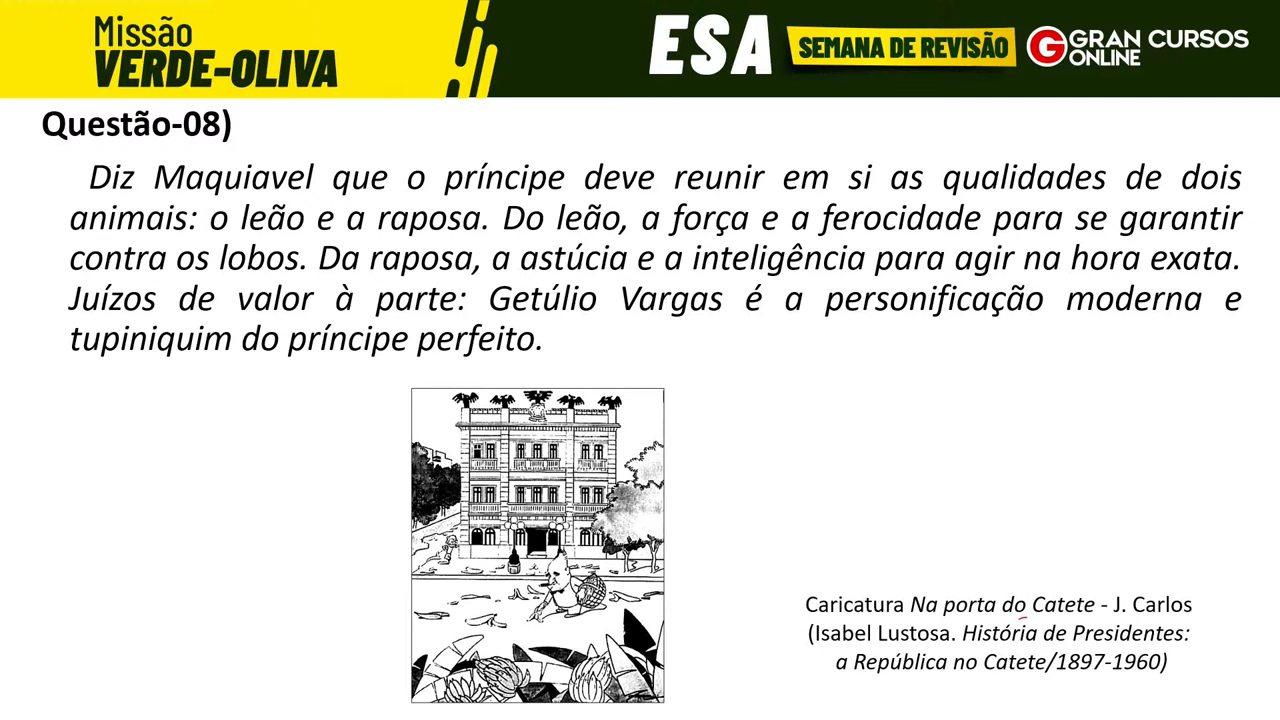 Missão
VERDE-OLIVA
ESA
SEMANA DE REVISÃO
G GRAN CURSOS
ONLINE
Questão-08)
Diz Maquiavel que o príncipe deve reunir em si as qualidades de dois
animais: o leão e a raposa. Do leão, a força e a ferocidade para se garantir
contra os lobos. Da raposa, a astúcia e a inteligência para agir na hora exata.
Juízos de valor à parte: Getúlio Vargas é a personificação moderna e
tupiniquim do príncipe perfeito.
Caricatura Na porta do Catete - J. Carlos
(Isabel Lustosa. História de Presidentes:
a República no Catete/1897-1960)